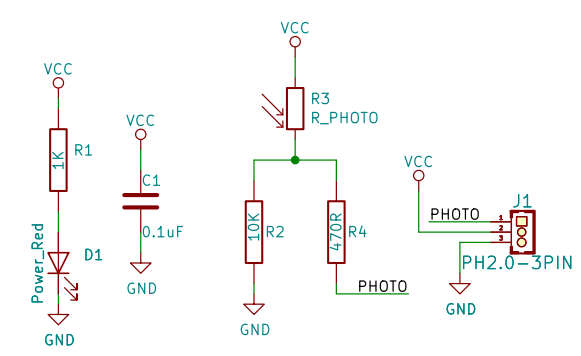 VCC
1K
R1
Power_Red
D1
GND
VCC
C1
0.1uF
GND
VCC
R3
R_PHOTO
10K
R2
470R
R4
GND
PHOTO
VCC
J1
PHOTO
1
2
3
PH2.0-3PIN
GND